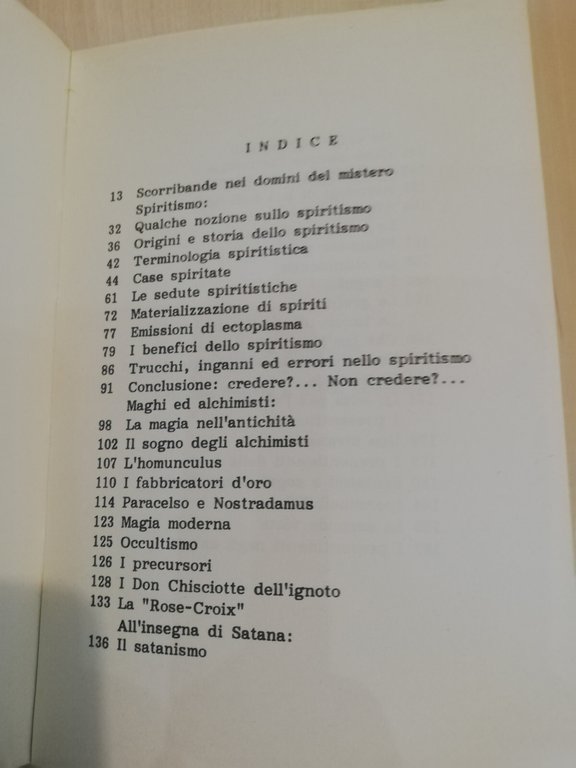 INDICE
13 Scorribande nei domini del mistero
Spiritismo:
32 Qualche nozione sullo spiritismo
36 Origini e storia dello spiritismo
42 Terminologia spiritistica
44 Case spiritate
61 Le sedute spiritistiche
72 Materializzazione di spiriti
77 Emissioni di ectoplasma
79 I benefici dello spiritismo
86 Trucchi, inganni ed errori nello spiritismo
91 Conclusione: credere?... Non credere?...
Maghi ed alchimisti:
98 La magia nell'antichità
102 Il sogno degli alchimisti
107 L'homunculus
110 I fabbricatori d'oro
114 Paracelso e Nostradamus
123 Magia moderna
125 Occultismo
126 I precursori
128 I Don Chisciotte dell'ignoto
133 La "Rose-Croix"
All'insegna di Satana:
136 Il satanismo